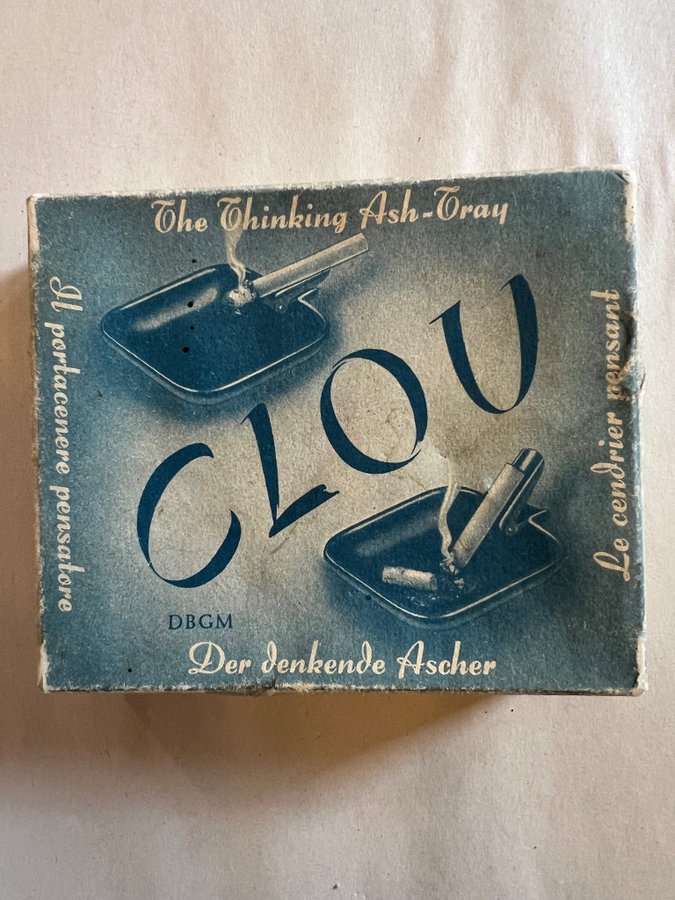 The Thinking Ash-Tray
Il portacenere pensatore
CLOU
Le cendrier pensant
DBGM
Der denkende Ascher